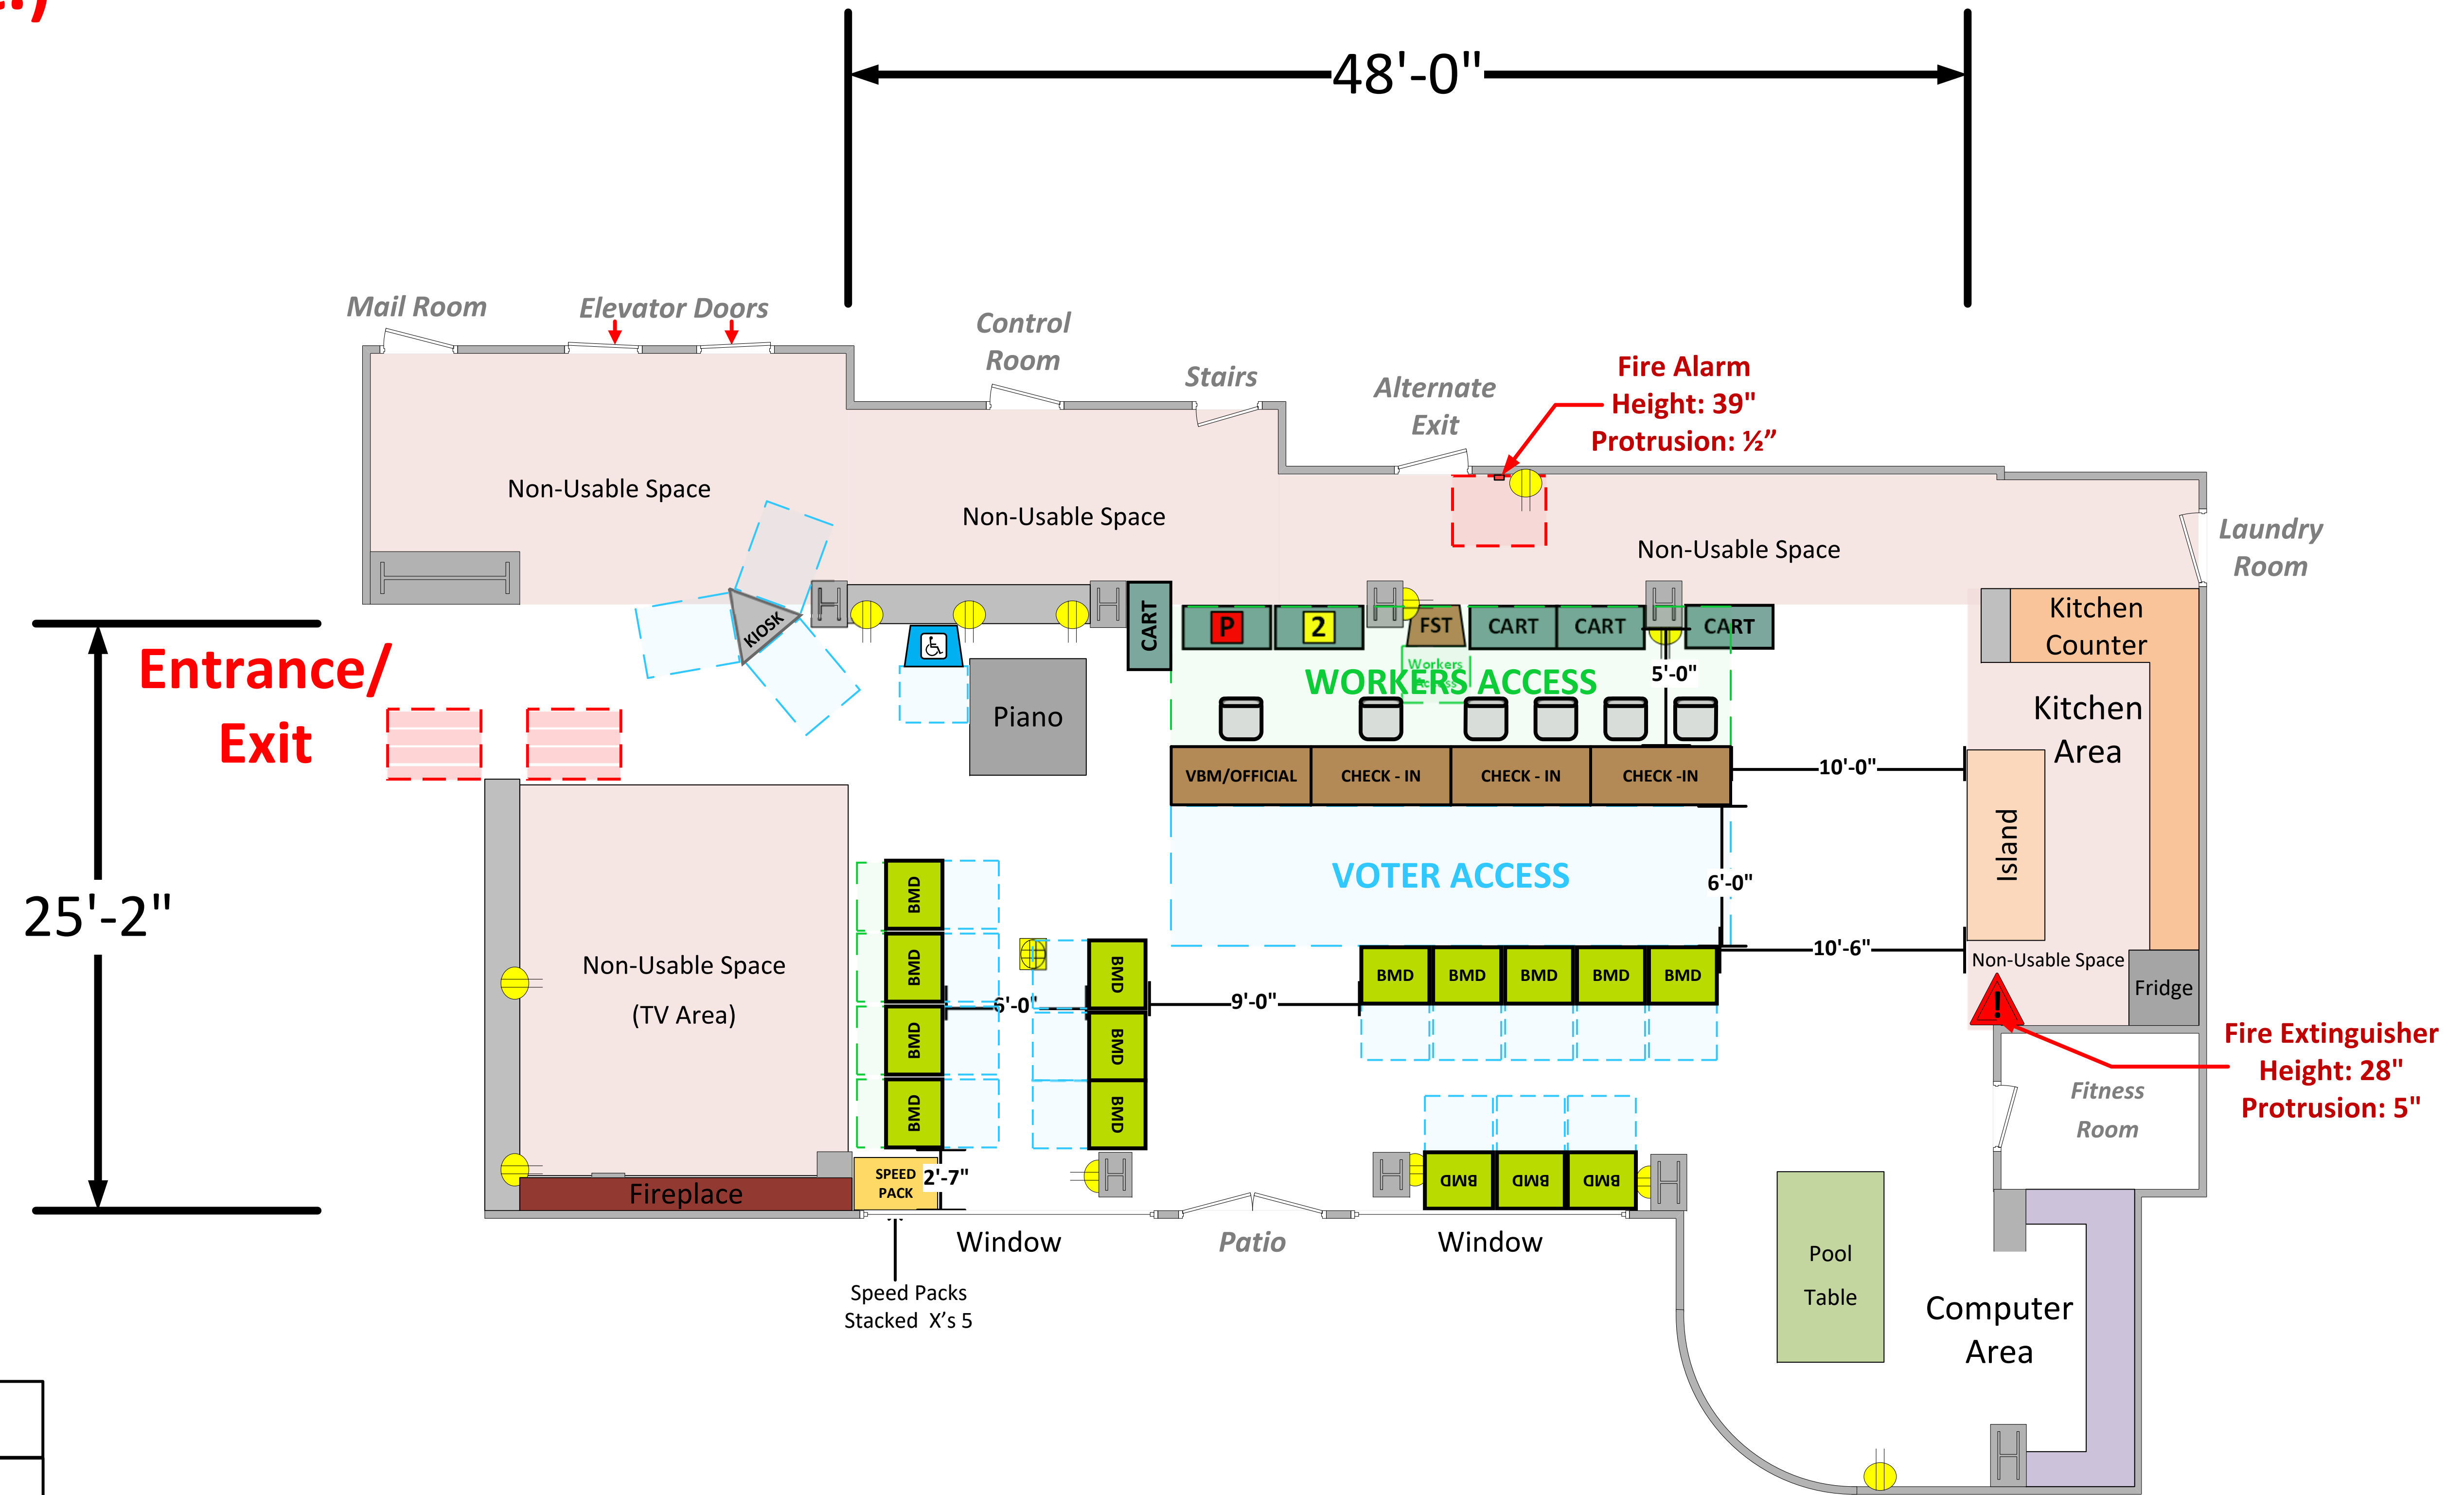 48'-0"
Mail Room
Elevator Doors
Control
Room
Stairs
Alternate
Exit
Fire Alarm
Height: 39"
Protrusion: ½”
Non-Usable Space
Non-Usable Space
Non-Usable Space
Laundry
Room
Entrance/
Exit
25'-2"
KIOSK
Piano
CART
P
2
FST
CART
CART
CART
Workers
Access
WORKERS ACCESS
5'-0"
Kitchen
Counter
Kitchen
Area
VBM/OFFICIAL
CHECK - IN
CHECK - IN
CHECK -IN
10'-0"
Island
VOTER ACCESS
6'-0"
10'-6"
Non-Usable Space
Fridge
Non-Usable Space
(TV Area)
BMD
BMD
BMD
BMD
6'-0"
BMD
BMD
BMD
9'-0"
BMD
BMD
BMD
BMD
BMD
!
Fire Extinguisher
Height: 28"
Protrusion: 5"
Fitness
Room
Fireplace
SPEED
PACK
2'-7"
BMD
BMD
BMD
Window
Patio
Window
Speed Packs
Stacked X’s 5
Pool
Table
Computer
Area